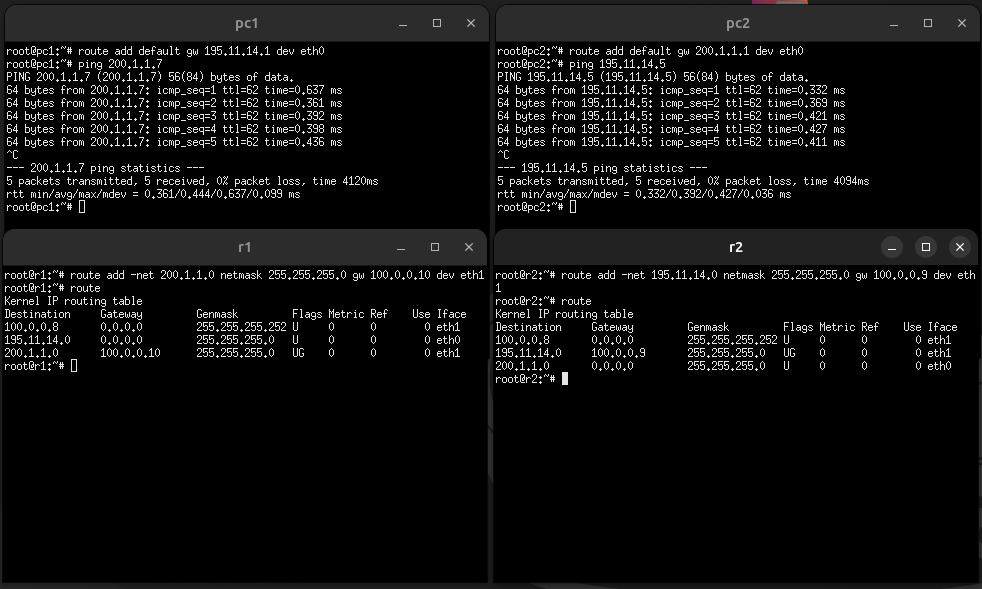 pc1
root@pc1:~# route add default gw 195.11.14.1 dev eth0
root@pc1:~# ping 200.1.1.7
PING 200.1.1.7 (200.1.1.7) 56(84) bytes of data.
64 bytes from 200.1.1.7: icmp_seq=1 ttl=62 time=0.637 ms
64 bytes from 200.1.1.7: icmp_seq=2 ttl=62 time=0.361 ms
64 bytes from 200.1.1.7: icmp_seq=3 ttl=62 time=0.392 ms
64 bytes from 200.1.1.7: icmp_seq=4 ttl=62 time=0.398 ms
64 bytes from 200.1.1.7: icmp_seq=5 ttl=62 time=0.436 ms
^C
--- 200.1.1.7 ping statistics ---
5 packets transmitted, 5 received, 0% packet loss, time 4120ms
rtt min/avg/max/mdev = 0.361/0.444/0.637/0.099 ms
root@pc1:~#
pc2
root@pc2:~# route add default gw 200.1.1.1 dev eth0
root@pc2:~# ping 195.11.14.5
PING 195.11.14.5 (195.11.14.5) 56(84) bytes of data.
64 bytes from 195.11.14.5: icmp_seq=1 ttl=62 time=0.332 ms
64 bytes from 195.11.14.5: icmp_seq=2 ttl=62 time=0.369 ms
64 bytes from 195.11.14.5: icmp_seq=3 ttl=62 time=0.421 ms
64 bytes from 195.11.14.5: icmp_seq=4 ttl=62 time=0.427 ms
64 bytes from 195.11.14.5: icmp_seq=5 ttl=62 time=0.411 ms
^C
--- 195.11.14.5 ping statistics ---
5 packets transmitted, 5 received, 0% packet loss, time 4094ms
rtt min/avg/max/mdev = 0.332/0.392/0.427/0.036 ms
root@pc2:~#
r1
root@r1:~# route add -net 200.1.1.0 netmask 255.255.255.0 gw 100.0.0.10 dev eth1
root@r1:~# route
Kernel IP routing table
Destination Gateway Genmask Flags Metric Ref Use Iface
100.0.0.8 0.0.0.0 255.255.255.252 U 0 0 0 eth1
195.11.14.0 0.0.0.0 255.255.255.0 U 0 0 0 eth0
200.1.1.0 100.0.0.10 255.255.255.0 UG 0 0 0 eth1
root@r1:~#
r2
root@r2:~# route add -net 195.11.14.0 netmask 255.255.255.0 gw 100.0.0.9 dev eth
1
root@r2:~# route
Kernel IP routing table
Destination Gateway Genmask Flags Metric Ref Use Iface
100.0.0.8 0.0.0.0 255.255.255.252 U 0 0 0 eth1
195.11.14.0 100.0.0.9 255.255.255.0 UG 0 0 0 eth1
200.1.1.0 0.0.0.0 255.255.255.0 U 0 0 0 eth0
root@r2:~#